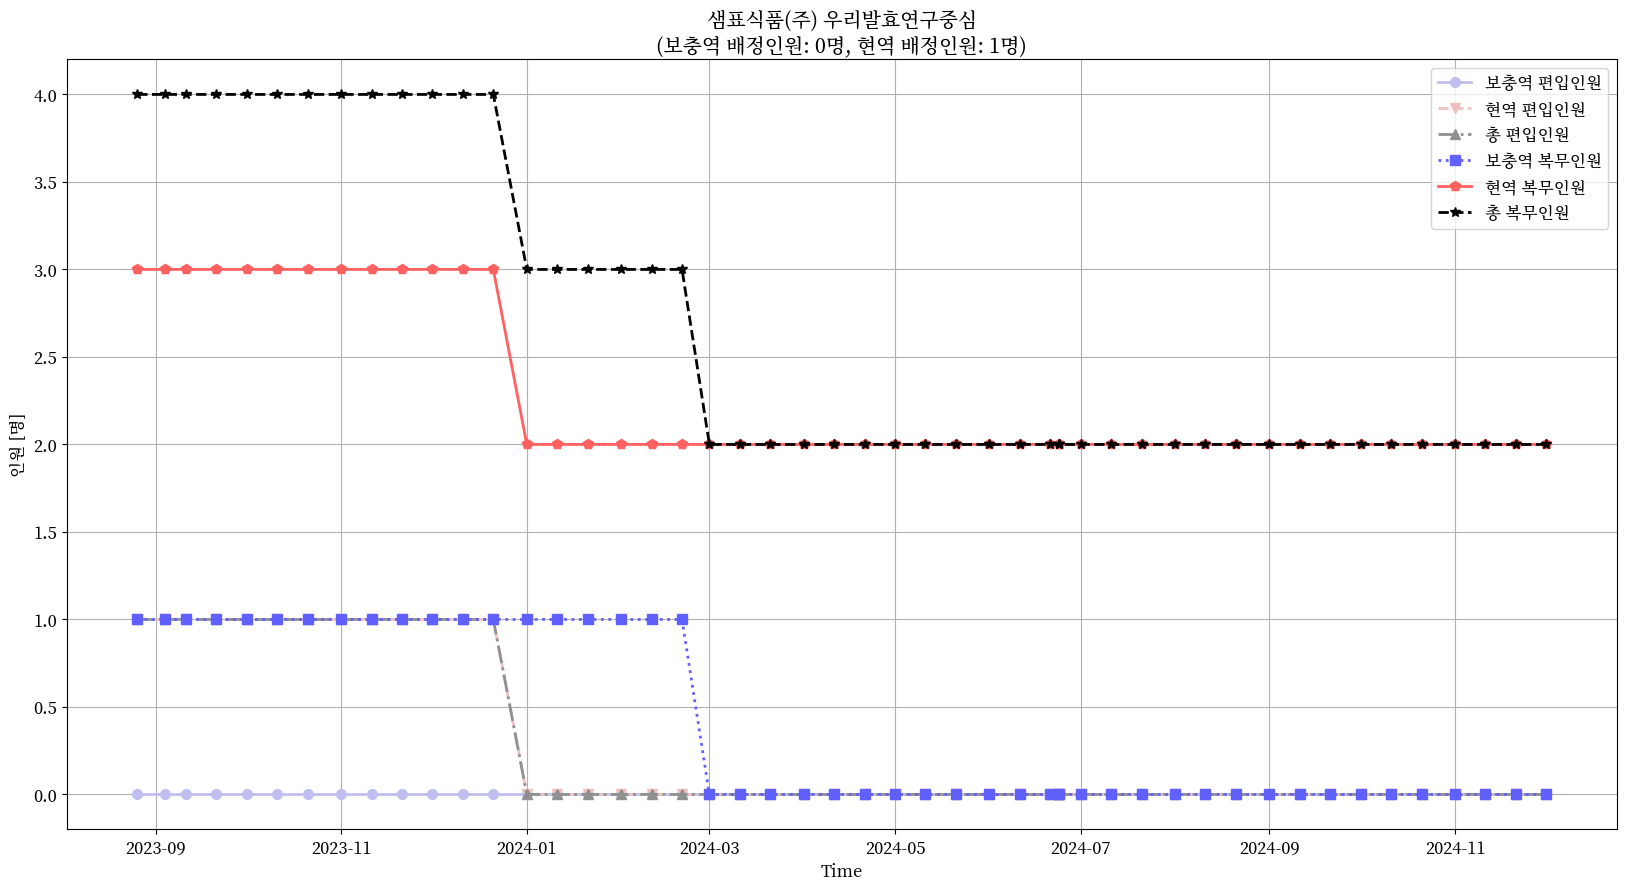 샘표식품(주) 우리발효연구중심
(보충역 배정인원: 0명, 현역 배정인원: 1명)
보충역 편입인원
현역 편입인원
총 편입인원
보충역 복무인원
현역 복무인원
총 복무인원
인원 [명]
4.0
3.5
3.0
2.5
2.0
1.5
1.0
0.5
0.0
2023-09 2023-11 2024-01 2024-03 2024-05 2024-07 2024-09 2024-11
Time